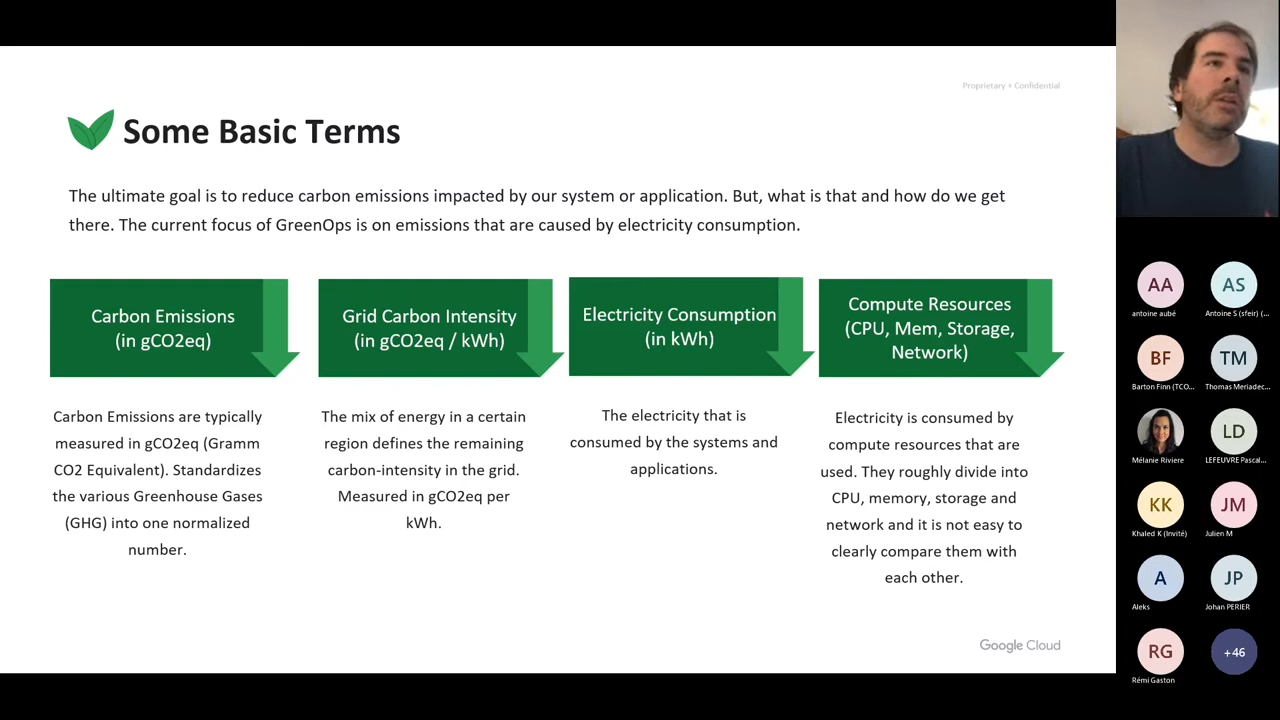 Proprietary + Confidential
Some Basic Terms
The ultimate goal is to reduce carbon emissions impacted by our system or application. But, what is that and how do we get
there. The current focus of GreenOps is on emissions that are caused by electricity consumption.
Carbon Emissions
(in gCO2eq)
Carbon Emissions are typically
measured in gCO2eq (Gramm
CO2 Equivalent). Standardizes
the various Greenhouse Gases
(GHG) into one normalized
number.
Grid Carbon Intensity
(in gCO2eq / kWh)
The mix of energy in a certain
region defines the remaining
carbon-intensity in the grid.
Measured in gCO2eq per
kWh.
Electricity Consumption
(in kWh)
The electricity that is
consumed by the systems and
applications.
Compute Resources
(CPU, Mem, Storage,
Network)
Electricity is consumed by
compute resources that are
used. They roughly divide into
CPU, memory, storage and
network and it is not easy to
clearly compare them with
each other.
Google Cloud
AA
antoine aubé
AS
Antoine S (sfeir) (...
BF
Barton Finn (TCO...
TM
Thomas Meriadec...
Mélanie Riviere
LD
LEFEUVRE Pascal...
KK
Khaled K (Invité)
JM
Julien M
A
Aleks
JP
Johan PERIER
RG
Rémi Gaston
+46